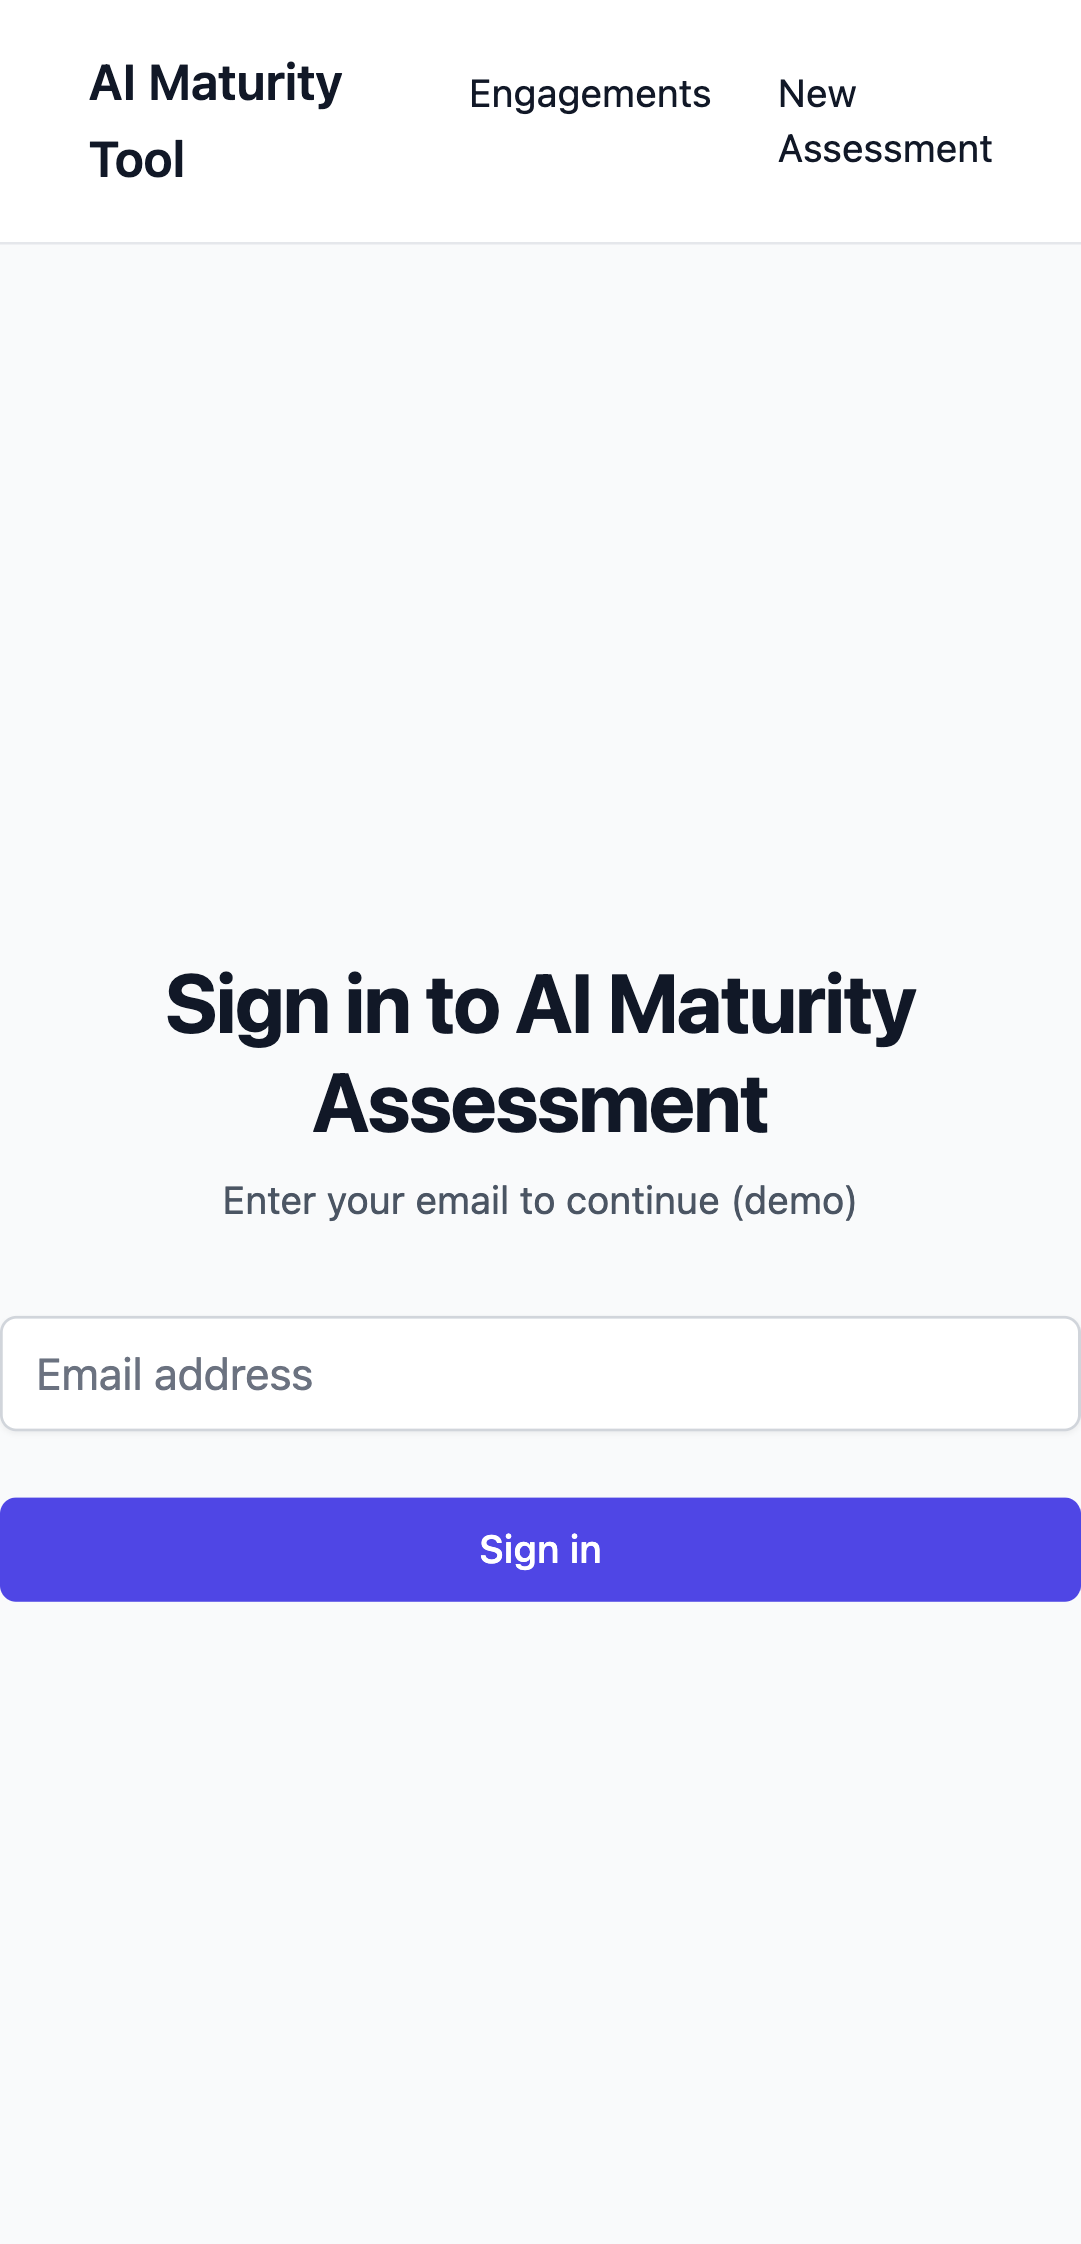 AI Maturity
Tool
Engagements
New
Assessment
Sign in to AI Maturity
Assessment
Enter your email to continue (demo)
Email address
Sign in